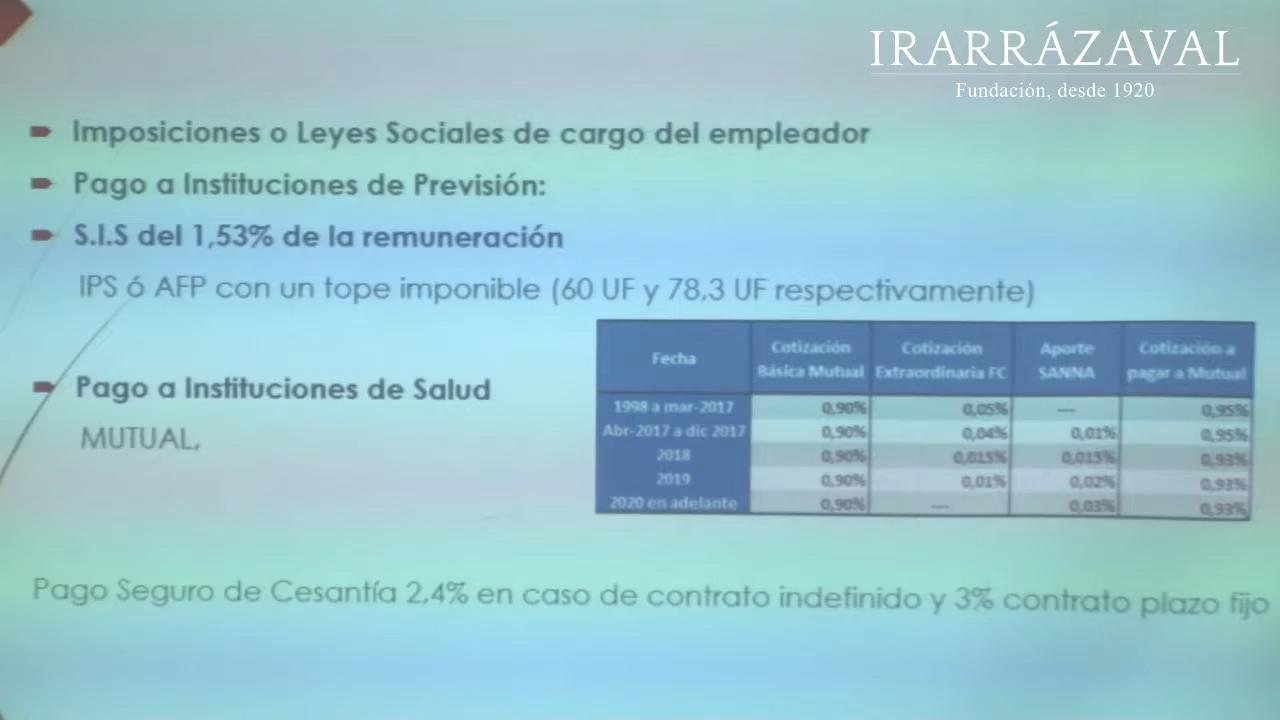 IRARRÁZAVAL
Fundación, desde 1920
Imposiciones o Leyes Sociales de cargo del empleador
Pago a Instituciones de Previsión:
S.I.S del 1,53% de la remuneración
IPS ó AFP con un tope imponible (60 UF y 78,3 UF respectivamente)
Pago a Instituciones de Salud
MUTUAL,
Fecha Cotización Básica Mutual Cotización Extraordinaria FC Aporte SANNA Cotización a pagar a Mutual
1998 a mar-2017 0,90% 0,05% --- 0,95%
Abr-2017 a dic 2017 0,90% 0,04% 0,01% 0,95%
2018 0,90% 0,015% 0,015% 0,93%
2019 0,90% 0,01% 0,02% 0,93%
2020 en adelante 0,90% --- 0,03% 0,93%
Pago Seguro de Cesantía 2,4% en caso de contrato indefinido y 3% contrato plazo fijo